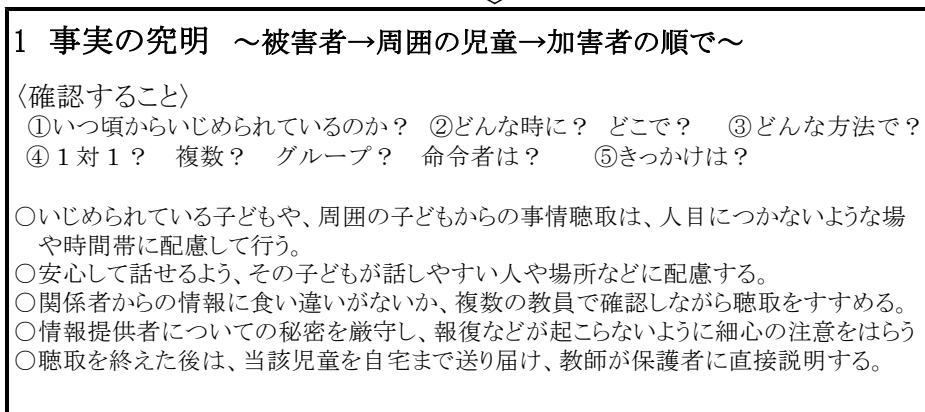 1 事実の究明 ～被害者→周囲の児童→加害者の順で～
〈確認すること〉
①いつ頃からいじめられているのか？ ②どんな時に？ どこで？ ③どんな方法で？
④１対１？ 複数？ グループ？ 命令者は？ ⑤きっかけは？
○いじめられている子どもや、周囲の子どもからの事情聴取は、人目につかないような場
や時間帯に配慮して行う。
○安心して話せるよう、その子どもが話しやすい人や場所などに配慮する。
○関係者からの情報に食い違いがないか、複数の教員で確認しながら聴取をすすめる。
○情報提供者についての秘密を厳守し、報復などが起こらないように細心の注意をはらう
○聴取を終えた後は、当該児童を自宅まで送り届け、教師が保護者に直接説明する。